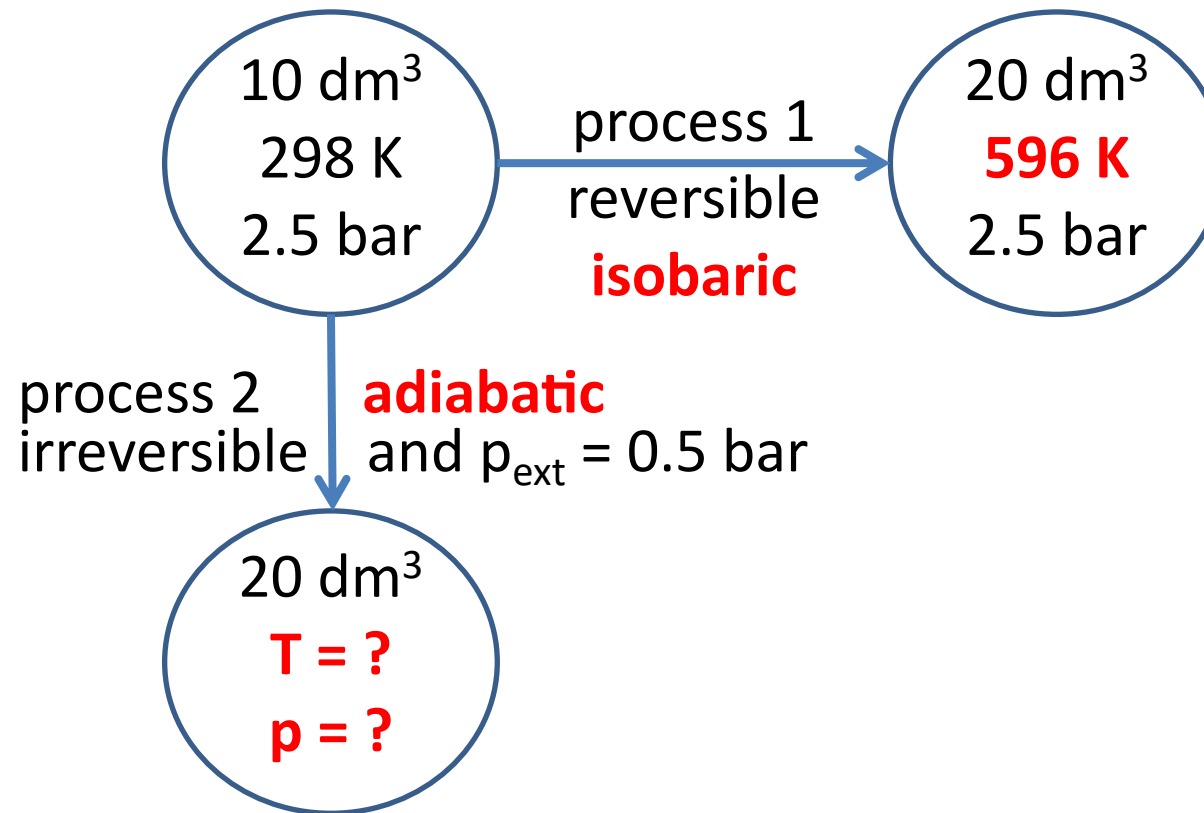 10 dm³
298 K
2.5 bar
process 1
reversible
isobaric
20 dm³
596 K
2.5 bar
process 2 adiabatic
irreversible and pₑₓₜ = 0.5 bar
20 dm³
T = ?
p = ?